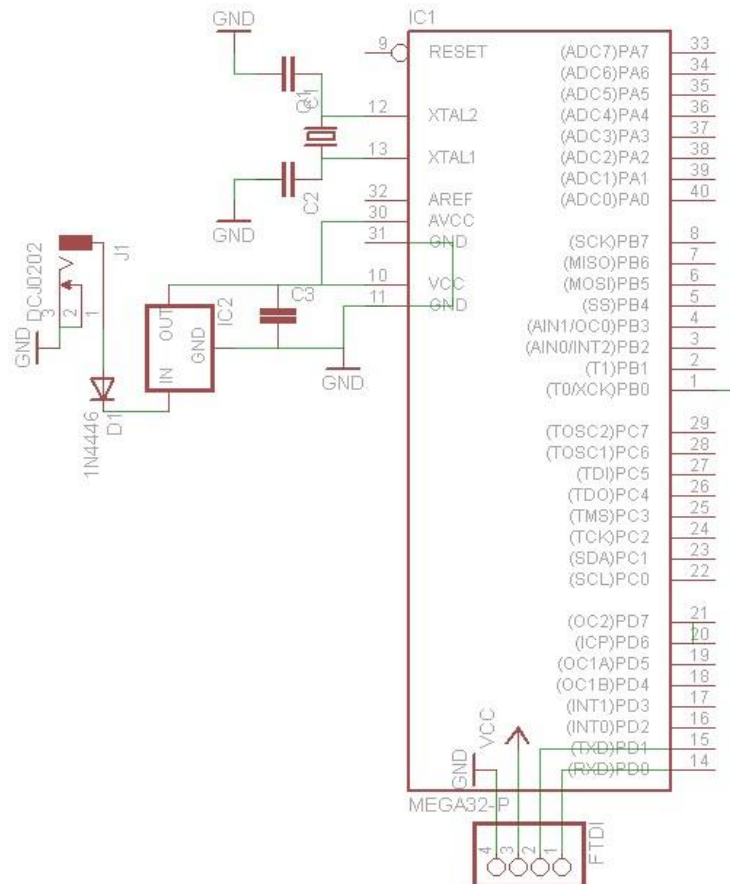 GND
C1
C1
C2
GND
IC1
9
RESET
12
XTAL2
13
XTAL1
32
AREF
30
AVCC
31
GND
10
VCC
11
GND
(ADC7)PA7
33
(ADC6)PA6
34
(ADC5)PA5
35
(ADC4)PA4
36
(ADC3)PA3
37
(ADC2)PA2
38
(ADC1)PA1
39
(ADC0)PA0
40
(SCK)PB7
8
(MISO)PB6
7
(MOSI)PB5
6
(SS)PB4
5
(AIN1/OC0)PB3
4
(AIN0/INT2)PB2
3
(T1)PB1
2
(T0/XCK)PB0
1
(TOSC2)PC7
29
(TOSC1)PC6
28
(TDI)PC5
27
(TDO)PC4
26
(TMS)PC3
25
(TCK)PC2
24
(SDA)PC1
23
(SCL)PC0
22
(OC2)PD7
21
(ICP)PD6
20
(OC1A)PD5
19
(OC1B)PD4
18
(INT1)PD3
17
(INT0)PD2
16
(TXD)PD1
15
(RXD)PD0
14
MEGA32-P
DCJ0202
J1
3
2
1
GND
1N4446
D1
OUT
GND
IN
IC2
C3
GND
GND
VCC
4
3
2
1
FTDI